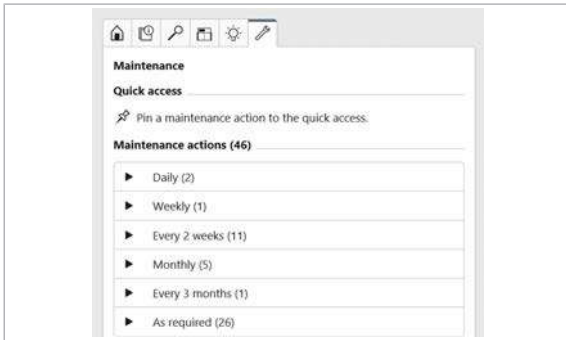 Maintenance
Quick access
Pin a maintenance action to the quick access.
Maintenance actions (46)
Daily (2)
Weekly (1)
Every 2 weeks (11)
Monthly (5)
Every 3 months (1)
As required (26)